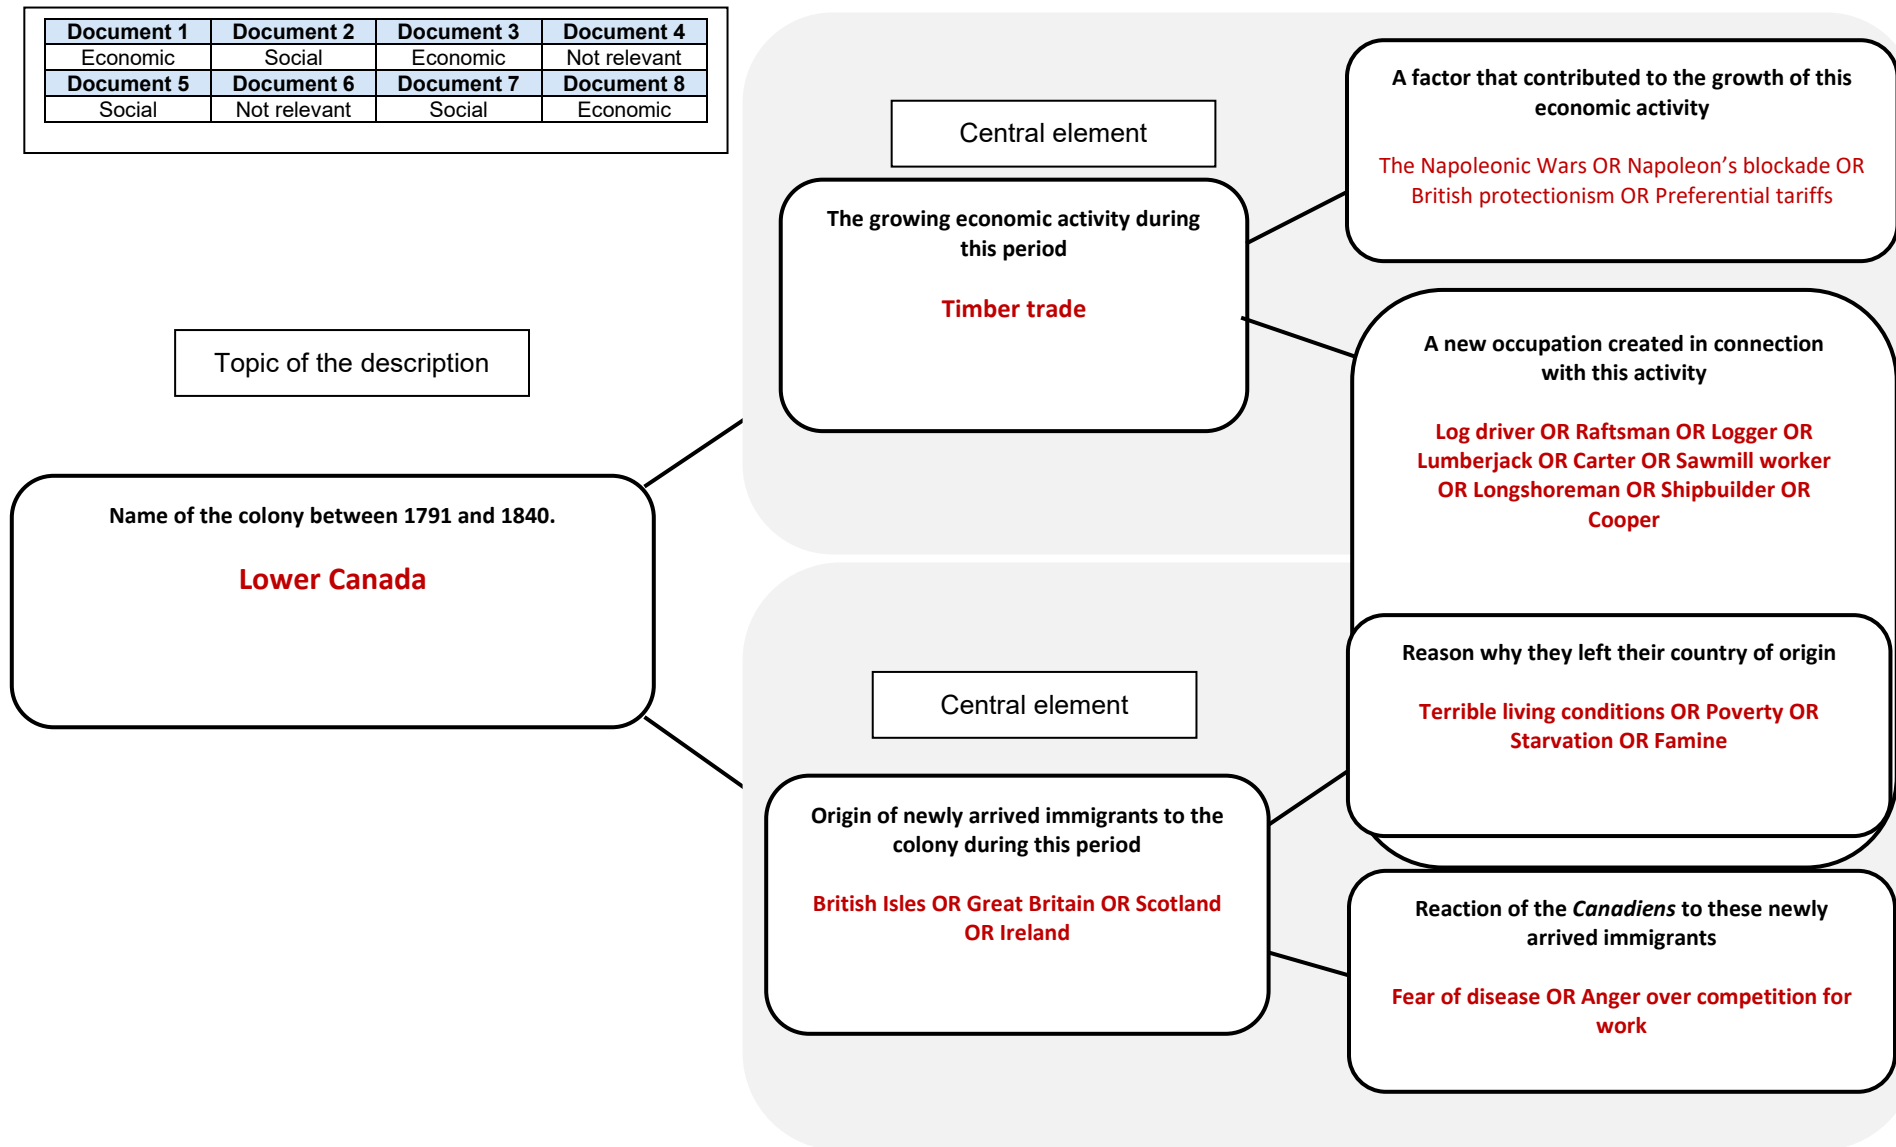 Document 1 Document 2 Document 3 Document 4
Economic Social Economic Not relevant
Document 5 Document 6 Document 7 Document 8
Social Not relevant Social Economic
Topic of the description
Name of the colony between 1791 and 1840.
Lower Canada
Central element
The growing economic activity during
this period
Timber trade
A factor that contributed to the growth of this
economic activity
The Napoleonic Wars OR Napoleon’s blockade OR
British protectionism OR Preferential tariffs
A new occupation created in connection
with this activity
Log driver OR Raftsman OR Logger OR
Lumberjack OR Carter OR Sawmill worker
OR Longshoreman OR Shipbuilder OR
Cooper
Central element
Origin of newly arrived immigrants to the
colony during this period
British Isles OR Great Britain OR Scotland
OR Ireland
Reason why they left their country of origin
Terrible living conditions OR Poverty OR
Starvation OR Famine
Reaction of the Canadiens to these newly
arrived immigrants
Fear of disease OR Anger over competition for
work